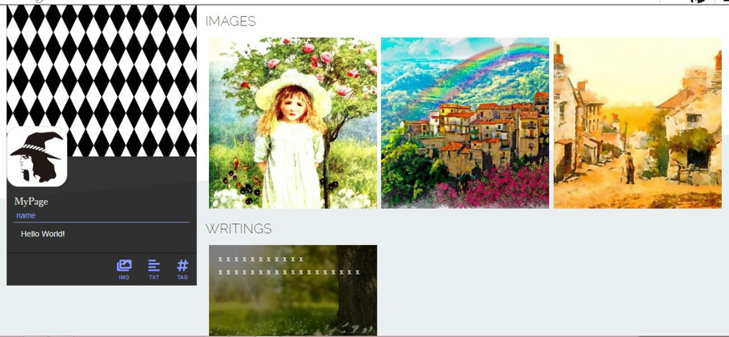 IMAGES
MyPage
name
Hello World!
IMG TXT TAG
WRITINGS
x x x x x x x x x x x
x x x x x x x x x x x x x x x x x x